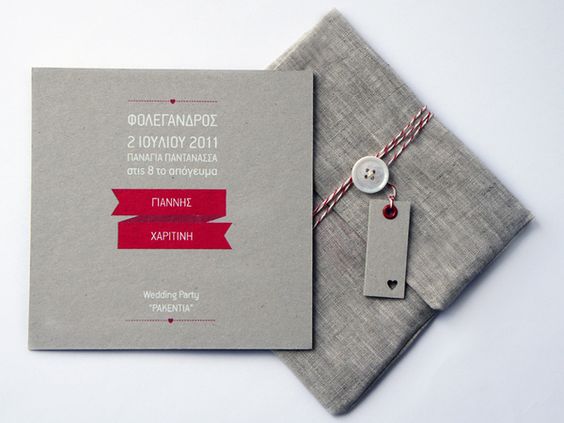 ΦΟΛΕΓΑΝΔΡΟΣ
2 ΙΟΥΛΙΟΥ 2011
ΠΑΝΑΓΙΑ ΠΑΝΤΑΝΑΣΣΑ
στις 8 το απόγευμα
ΓΙΑΝΝΗΣ
ΧΑΡΙΤΙΝΗ
Wedding Party
"ΡΑΚΕΝΤΙΑ"